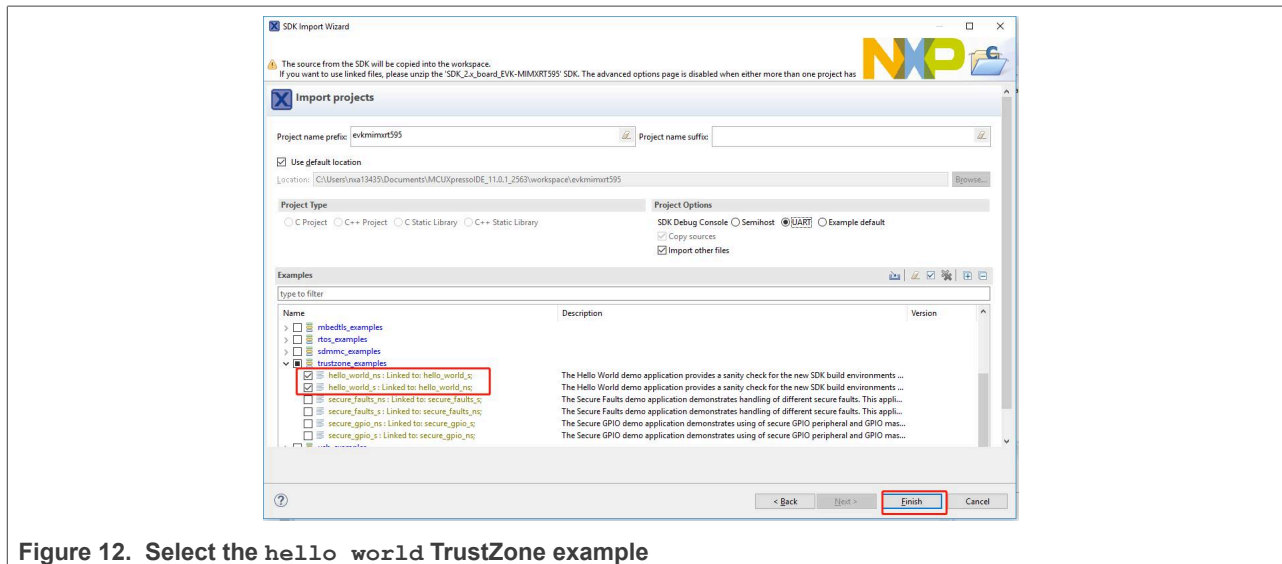 SDK Import Wizard
NXP
The source from the SDK will be copied into the workspace.
If you want to use linked files, please unzip the 'SDK_2.x_board_EVK-MIMXRT595' SDK. The advanced options page is disabled when either more than one project has
Import projects
Project name prefix: evkmimxrt595 Project name suffix:
Use default location
Location: C:\Users\nxa13435\Documents\MCUXpressoIDE_11.0.1_2563\workspace\evkmimxrt595 Browse...
Project Type Project Options
C Project C++ Project C Static Library C++ Static Library SDK Debug Console Semihost UART Example default
Copy sources
Import other files
Examples
type to filter
Name Description Version
mbedtls_examples
rtos_examples
sdmmc_examples
trustzone_examples
hello_world_ns : Linked to: hello_world_s; The Hello World demo application provides a sanity check for the new SDK build environments ...
hello_world_s : Linked to: hello_world_ns; The Hello World demo application provides a sanity check for the new SDK build environments ...
secure_faults_ns : Linked to: secure_faults_s; The Secure Faults demo application demonstrates handling of different secure faults. This appli...
secure_faults_s : Linked to: secure_faults_ns; The Secure Faults demo application demonstrates handling of different secure faults. This appli...
secure_gpio_ns : Linked to: secure_gpio_s; The Secure GPIO demo application demonstrates using of secure GPIO peripheral and GPIO mas...
secure_gpio_s : Linked to: secure_gpio_ns; The Secure GPIO demo application demonstrates using of secure GPIO peripheral and GPIO mas...
< Back Next > Finish Cancel
Figure 12. Select the hello world TrustZone example